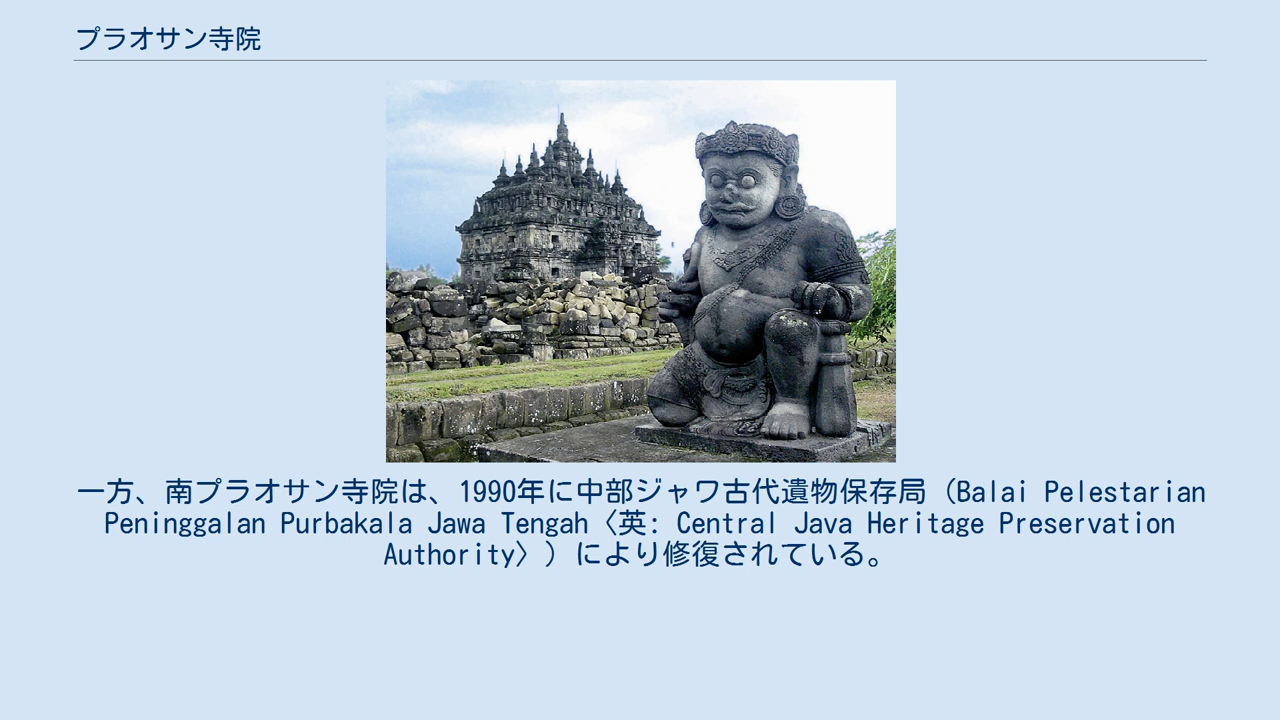 プラオサン寺院
一方、南プラオサン寺院は、1990年に中部ジャワ古代遺物保存局（Balai Pelestarian
Peninggalan Purbakala Jawa Tengah〈英: Central Java Heritage Preservation
Authority〉）により修復されている。